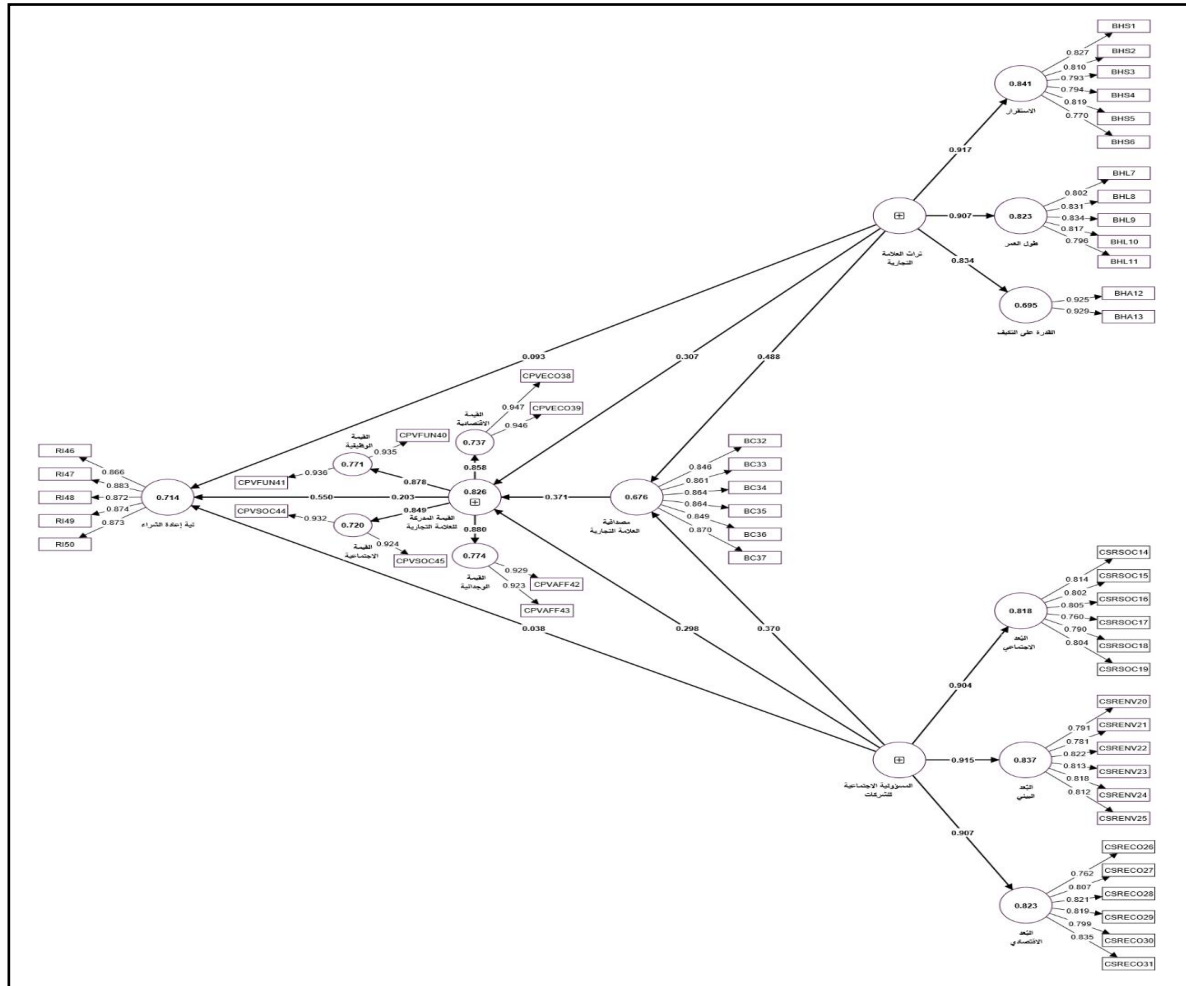 BHS1
0.827
BHS2
0.810
BHS3
0.793
0.841
0.794
BHS4
0.819
BHS5
0.770
الاستقرار
BHS6
0.917
BHL7
0.802
BHL8
0.831
0.907
0.823
0.834
BHL9
0.817
BHL10
0.796
طول العمر
BHL11
تراث العلامة
التجارية
0.834
BHA12
0.925
0.695
0.929
BHA13
القدرة على التكيف
0.093
0.307
0.488
CPVECO38
القيمة
الاقتصادية
0.947
CPVECO39
0.946
القيمة
الوظيفية
CPVFUN40
0.935
0.737
0.771
0.936
CPVFUN41
0.858
0.878
RI46
0.866
RI47
0.883
RI48
0.872
0.714
RI49
0.874
RI50
0.873
نية إعادة الشراء
0.550
0.203
0.826
0.371
0.676
CPVSOC44
0.932
0.849
القيمة المدركة
للعلامة التجارية
مصداقية
العلامة التجارية
0.720
0.880
القيمة
الاجتماعية
0.924
CPVSOC45
0.774
القيمة
الوجدانية
0.929
CPVAFF42
0.923
CPVAFF43
BC32
0.846
BC33
0.861
BC34
0.864
BC35
0.864
BC36
0.849
BC37
0.870
0.038
0.298
0.370
CSRSOC14
0.814
CSRSOC15
0.802
CSRSOC16
0.805
0.818
0.760
CSRSOC17
0.790
CSRSOC18
0.804
CSRSOC19
البُعد
الاجتماعي
0.904
CSRENV20
0.791
CSRENV21
0.781
CSRENV22
0.822
0.915
0.837
0.813
CSRENV23
0.818
CSRENV24
0.812
CSRENV25
البُعد
البيئي
المسؤولية الاجتماعية
للشركات
0.907
CSRECO26
0.762
CSRECO27
0.807
CSRECO28
0.821
0.823
0.819
CSRECO29
0.799
CSRECO30
0.835
CSRECO31
البُعد
الاقتصادي